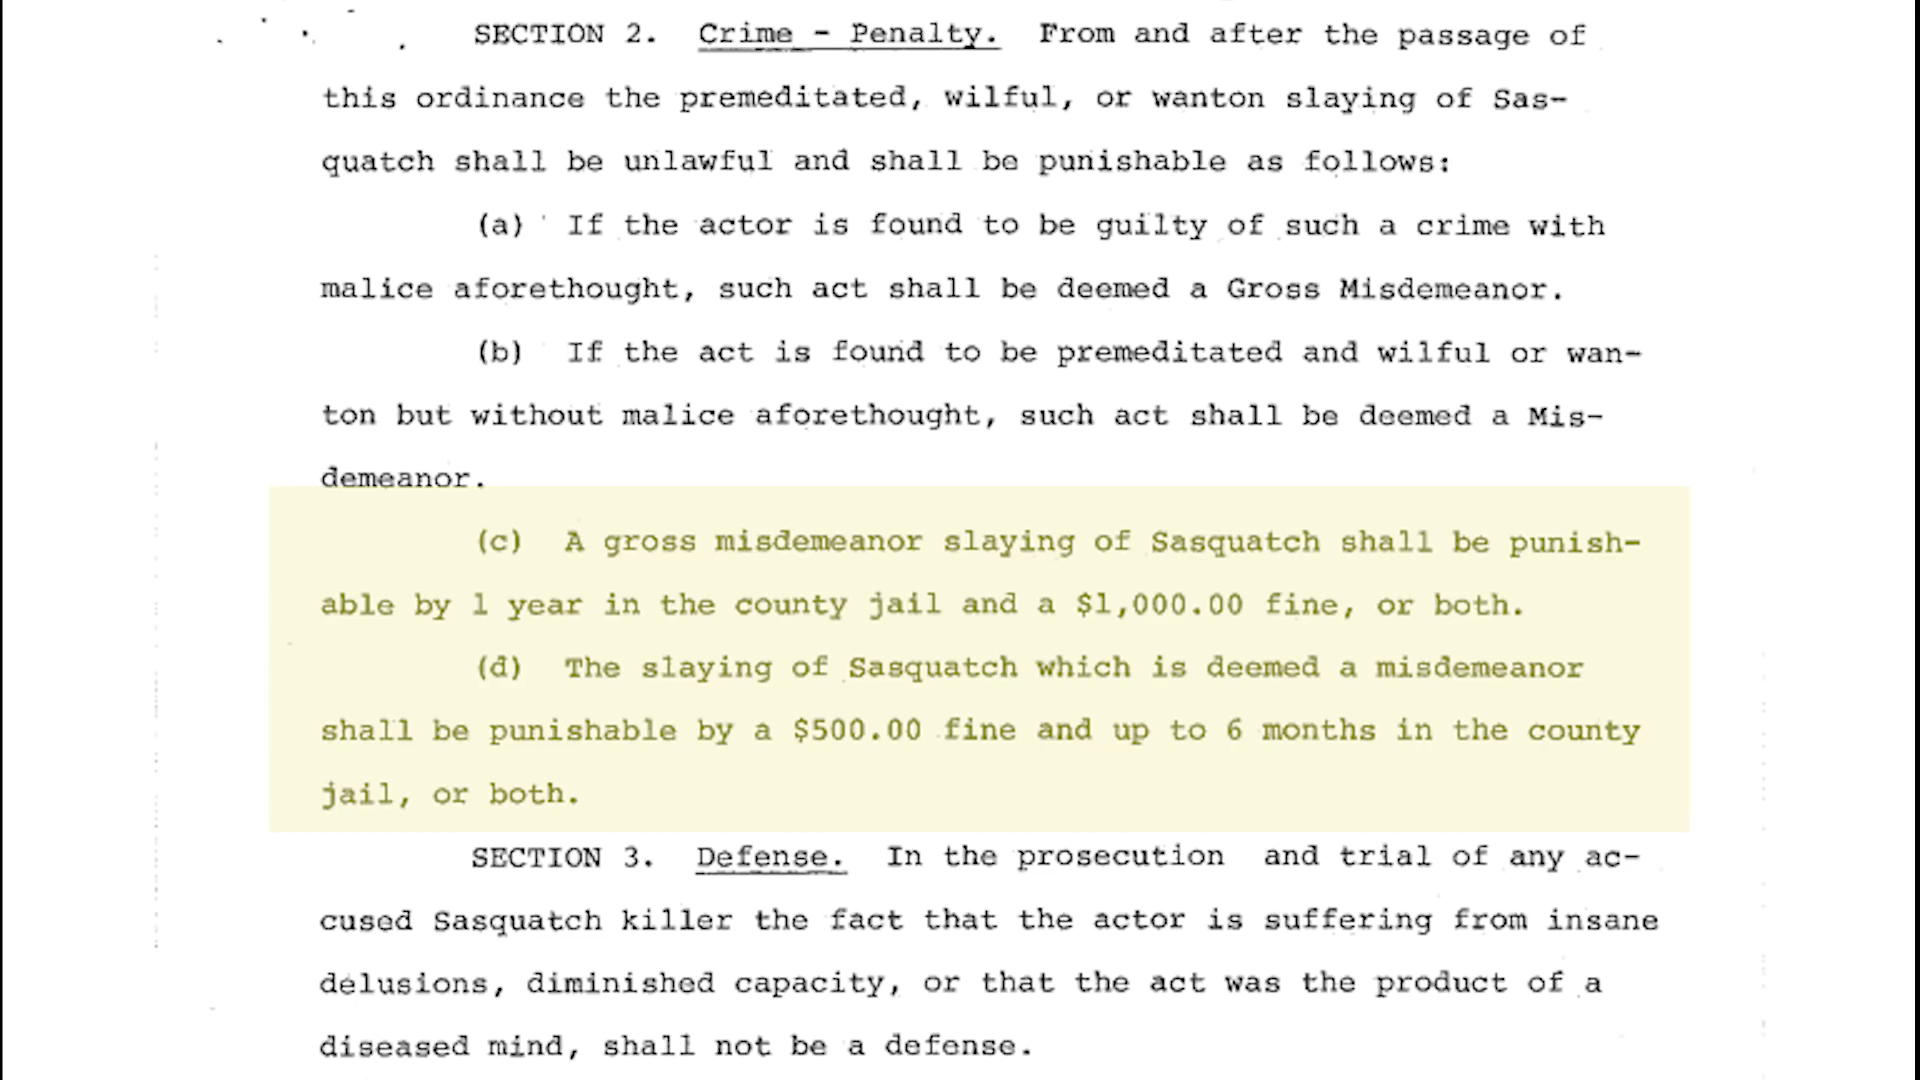 SECTION 2. Crime - Penalty. From and after the passage of
this ordinance the premeditated, wilful, or wanton slaying of Sas-
quatch shall be unlawful and shall be punishable as follows:
(a) If the actor is found to be guilty of such a crime with
malice aforethought, such act shall be deemed a Gross Misdemeanor.
(b) If the act is found to be premeditated and wilful or wan-
ton but without malice aforethought, such act shall be deemed a Mis-
demeanor.
(c) A gross misdemeanor slaying of Sasquatch shall be punish-
able by 1 year in the county jail and a $1,000.00 fine, or both.
(d) The slaying of Sasquatch which is deemed a misdemeanor
shall be punishable by a $500.00 fine and up to 6 months in the county
jail, or both.
SECTION 3. Defense. In the prosecution and trial of any ac-
cused Sasquatch killer the fact that the actor is suffering from insane
delusions, diminished capacity, or that the act was the product of a
diseased mind, shall not be a defense.